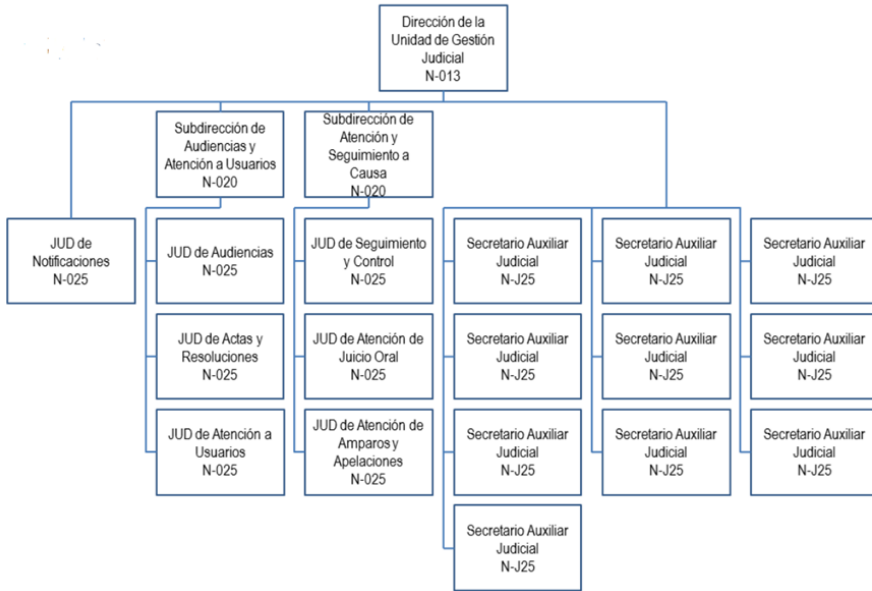 Dirección de la
Unidad de Gestión
Judicial
N-013
Subdirección de
Audiencias y
Atención a Usuarios
N-020
Subdirección de
Atención y
Seguimiento a
Causa
N-020
JUD de
Notificaciones
N-025
JUD de Audiencias
N-025
JUD de Seguimiento
y Control
N-025
Secretario Auxiliar
Judicial
N-J25
Secretario Auxiliar
Judicial
N-J25
Secretario Auxiliar
Judicial
N-J25
JUD de Actas y
Resoluciones
N-025
JUD de Atención de
Juicio Oral
N-025
Secretario Auxiliar
Judicial
N-J25
Secretario Auxiliar
Judicial
N-J25
Secretario Auxiliar
Judicial
N-J25
JUD de Atención a
Usuarios
N-025
JUD de Atención de
Amparos y
Apelaciones
N-025
Secretario Auxiliar
Judicial
N-J25
Secretario Auxiliar
Judicial
N-J25
Secretario Auxiliar
Judicial
N-J25
Secretario Auxiliar
Judicial
N-J25